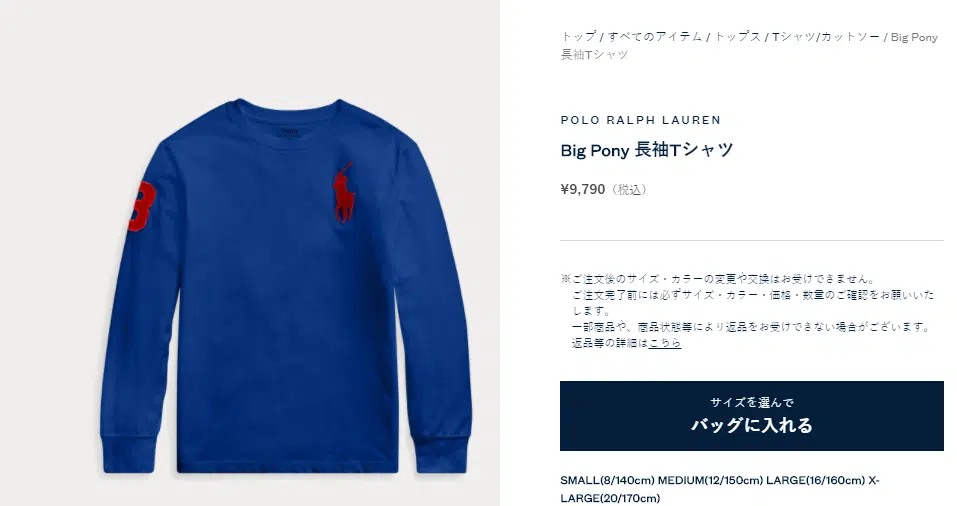 トップ / すべてのアイテム / トップス / Tシャツ/カットソー / Big Pony
長袖Tシャツ
POLO RALPH LAUREN
Big Pony 長袖Tシャツ
¥9,790（税込）
※ご注文後のサイズ・カラーの変更や交換はお受けできません。
ご注文完了前には必ずサイズ・カラー・価格・数量のご確認をお願いいた
します。
一部商品や、商品状態等により返品をお受けできない場合がございます。
返品等の詳細はこちら
サイズを選んで
バッグに入れる
SMALL(8/140cm) MEDIUM(12/150cm) LARGE(16/160cm) X-
LARGE(20/170cm)
3